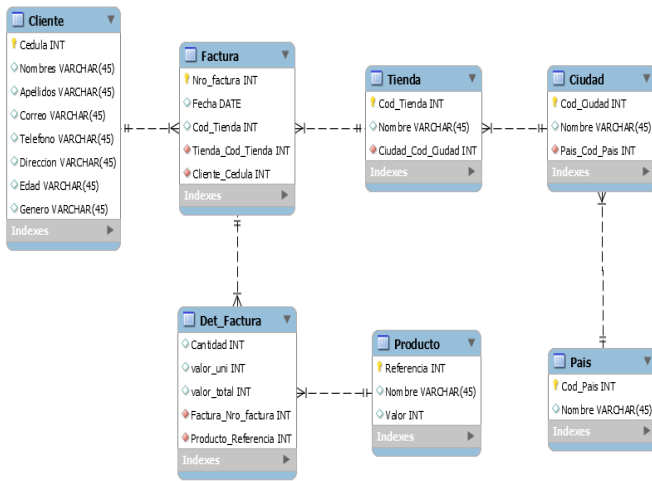 Cliente
Cedula INT
Nombres VARCHAR(45)
Apellidos VARCHAR(45)
Correo VARCHAR(45)
Telefono VARCHAR(45)
Direccion VARCHAR(45)
Edad VARCHAR(45)
Genero VARCHAR(45)
Indexes
Factura
Nro_factura INT
Fecha DATE
Cod_Tienda INT
Tienda_Cod_Tienda INT
Cliente_Cedula INT
Indexes
Tienda
Cod_Tienda INT
Nombre VARCHAR(45)
Ciudad_Cod_Ciudad INT
Indexes
Ciudad
Cod_Ciudad INT
Nombre VARCHAR(45)
Pais_Cod_Pais INT
Indexes
Det_Factura
Cantidad INT
valor_uni INT
valor_total INT
Factura_Nro_factura INT
Producto_Referencia INT
Indexes
Producto
Referencia INT
Nombre VARCHAR(45)
Valor INT
Indexes
Pais
Cod_Pais INT
Nombre VARCHAR(45)
Indexes